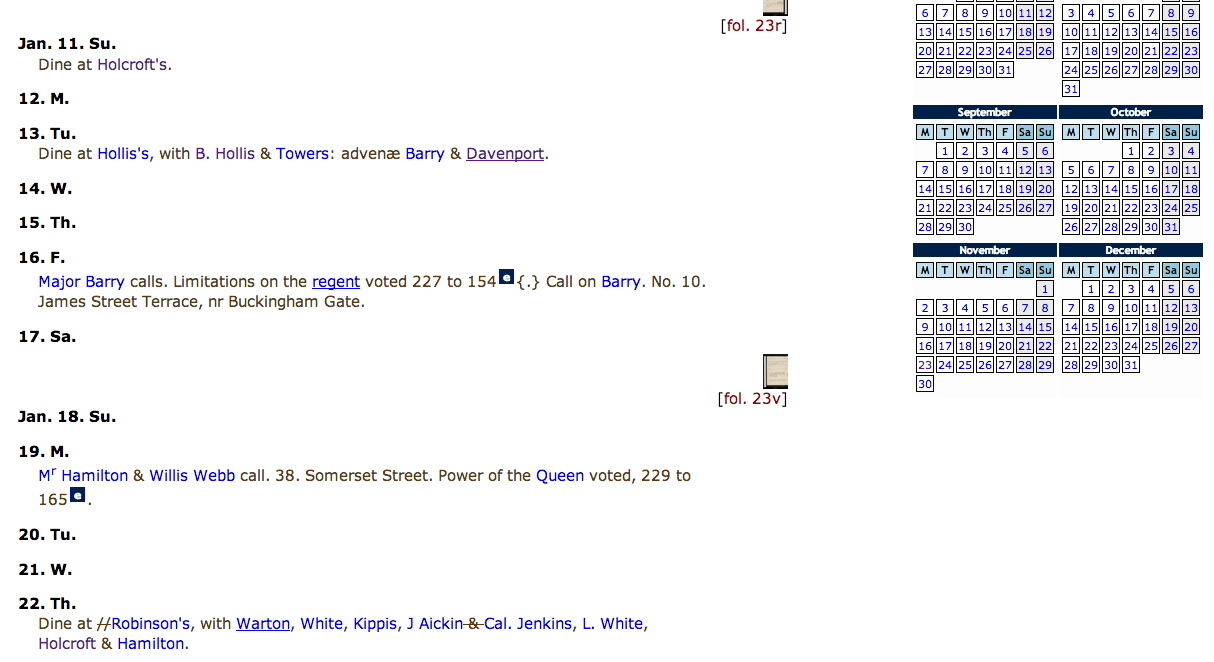 [fol. 23r]
Jan. 11. Su.
Dine at Holcroft's.
12. M.
13. Tu.
Dine at Hollis's, with B. Hollis & Towers: advenæ Barry & Davenport.
14. W.
15. Th.
16. F.
Major Barry calls. Limitations on the regent voted 227 to 154 e {.} Call on Barry. No. 10.
James Street Terrace, nr Buckingham Gate.
17. Sa.
[fol. 23v]
Jan. 18. Su.
19. M.
Mr Hamilton & Willis Webb call. 38. Somerset Street. Power of the Queen voted, 229 to
165 e .
20. Tu.
21. W.
22. Th.
Dine at //Robinson's, with Warton, White, Kippis, J Aickin & Cal. Jenkins, L. White,
Holcroft & Hamilton.
6 7 8 9 10 11 12
13 14 15 16 17 18 19
20 21 22 23 24 25 26
27 28 29 30 31
3 4 5 6 7 8 9
10 11 12 13 14 15 16
17 18 19 20 21 22 23
24 25 26 27 28 29 30
31
September
M T W Th F Sa Su
1 2 3 4 5 6
7 8 9 10 11 12 13
14 15 16 17 18 19 20
21 22 23 24 25 26 27
28 29 30
October
M T W Th F Sa Su
1 2 3 4
5 6 7 8 9 10 11
12 13 14 15 16 17 18
19 20 21 22 23 24 25
26 27 28 29 30 31
November
M T W Th F Sa Su
1
2 3 4 5 6 7 8
9 10 11 12 13 14 15
16 17 18 19 20 21 22
23 24 25 26 27 28 29
30
December
M T W Th F Sa Su
1 2 3 4 5 6
7 8 9 10 11 12 13
14 15 16 17 18 19 20
21 22 23 24 25 26 27
28 29 30 31